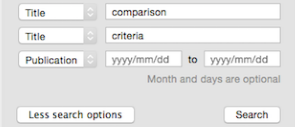 Title comparison
Title criteria
Publication yyyy/mm/dd to yyyy/mm/dd
Month and days are optional
Less search options Search